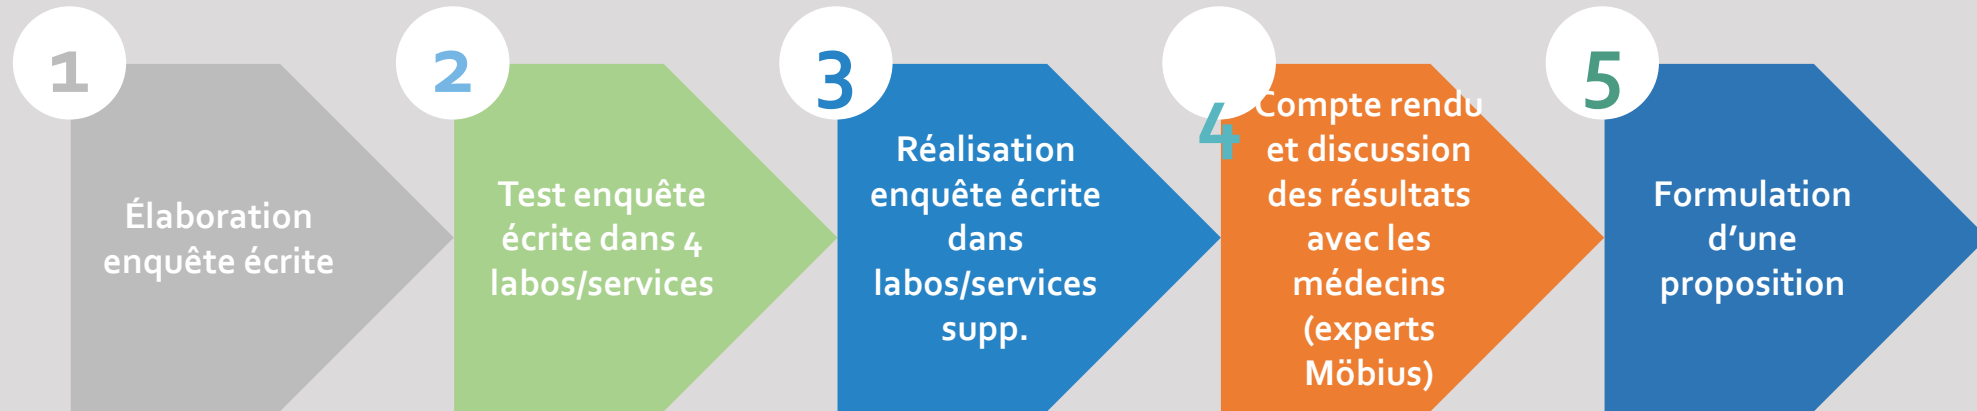 1
Élaboration
enquête écrite
2
Test enquête
écrite dans 4
labos/services
3
Réalisation
enquête écrite
dans
labos/services
supp.
4
Compte rendu
et discussion
des résultats
avec les
médecins
(experts
Möbius)
5
Formulation
d’une
proposition